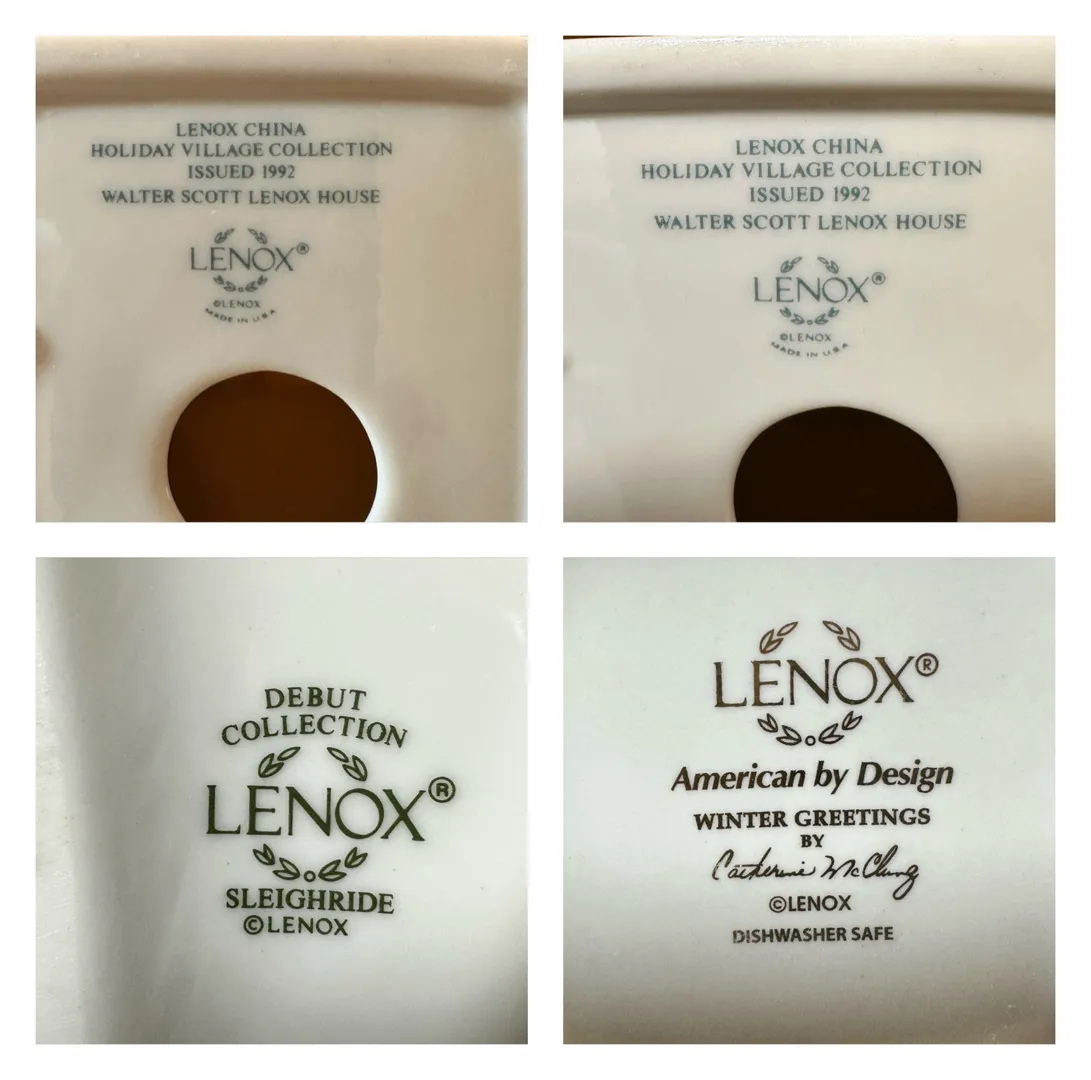 LENOX CHINA
HOLIDAY VILLAGE COLLECTION
ISSUED 1992
WALTER SCOTT LENOX HOUSE
LENOX®
©LENOX
MADE IN USA
LENOX CHINA
HOLIDAY VILLAGE COLLECTION
ISSUED 1992
WALTER SCOTT LENOX HOUSE
LENOX®
©LENOX
MADE IN USA
DEBUT
COLLECTION
LENOX®
SLEIGHRIDE
©LENOX
LENOX®
American by Design
WINTER GREETINGS
BY
Catherine McClung
©LENOX
DISHWASHER SAFE